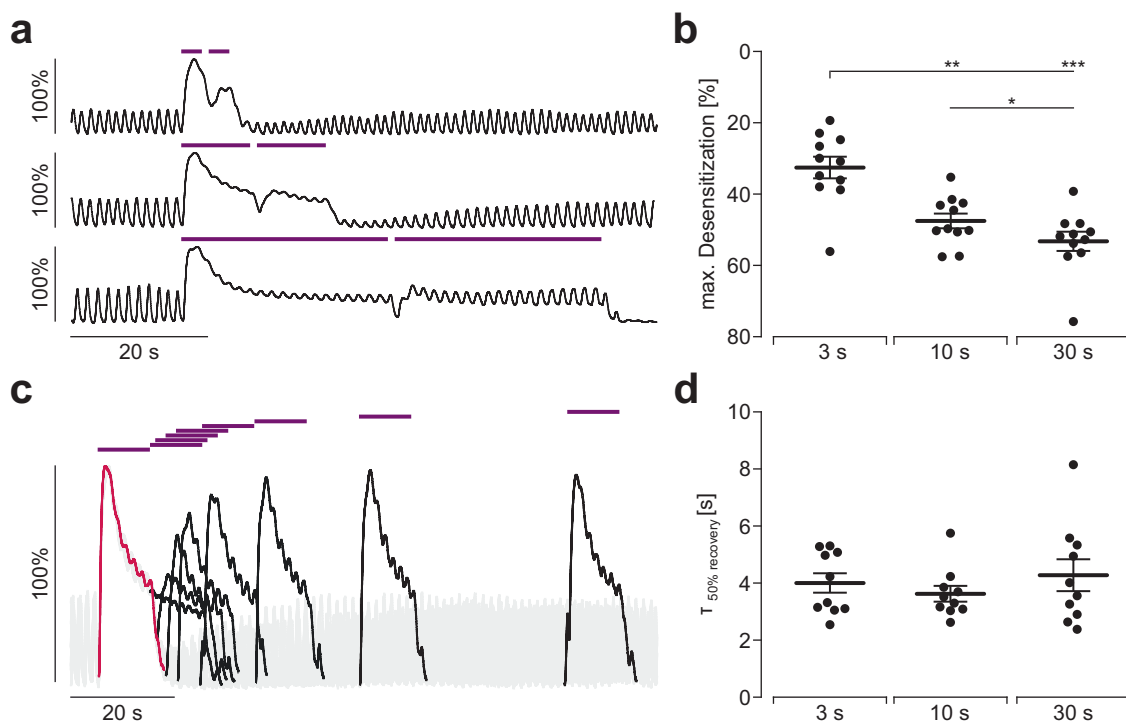 a
100%
100%
100%
20 s
b
max. Desensitization [%]
0
20
40
60
80
** ***
*
3 s 10 s 30 s
c
100%
20 s
d
τ 50% recovery [s]
10
8
6
4
2
0
3 s 10 s 30 s